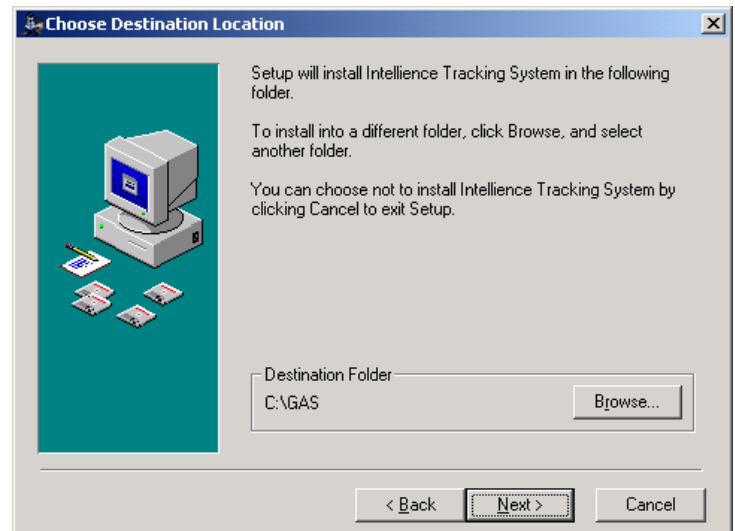 Choose Destination Location
Setup will install Intellience Tracking System in the following
folder.
To install into a different folder, click Browse, and select
another folder.
You can choose not to install Intellience Tracking System by
clicking Cancel to exit Setup.
Destination Folder
C:\GAS
Browse...
< Back
Next >
Cancel